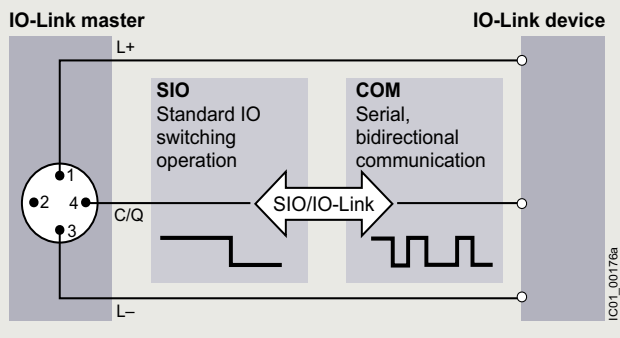 IO-Link master
IO-Link device
L+
SIO
Standard IO
switching
operation
COM
Serial,
bidirectional
communication
1
2
4
3
C/Q
SIO/IO-Link
L–
IC01_00176a